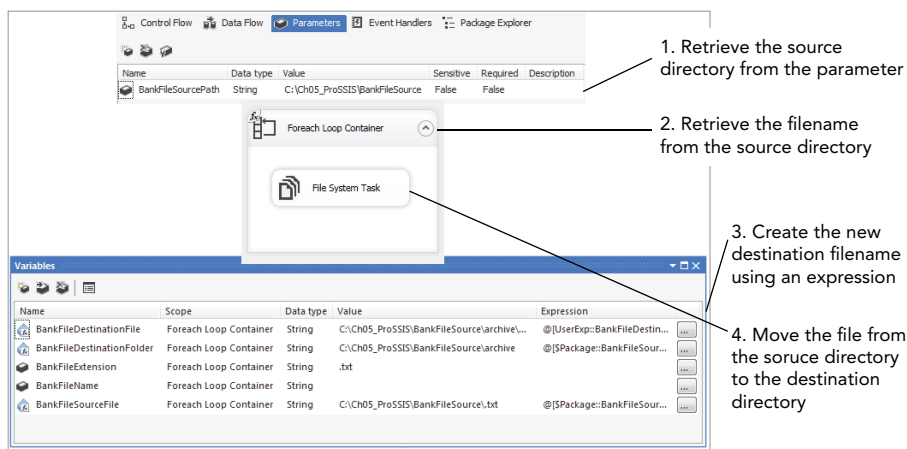 Control Flow Data Flow Parameters Event Handlers Package Explorer
Name Data type Value Sensitive Required Description
BankFileSourcePath String C:\Ch05_ProSSIS\BankFileSource False False
1. Retrieve the source
directory from the parameter
Foreach Loop Container
2. Retrieve the filename
from the source directory
File System Task
3. Create the new
destination filename
using an expression
4. Move the file from
the soruce directory
to the destination
directory
Variables
Name Scope Data type Value Expression
BankFileDestinationFile Foreach Loop Container String C:\Ch05_ProSSIS\BankFileSource\archive\... @[UserExp::BankFileDestin... ...
BankFileDestinationFolder Foreach Loop Container String C:\Ch05_ProSSIS\BankFileSource\archive @[$Package::BankFileSour... ...
BankFileExtension Foreach Loop Container String .txt ...
BankFileName Foreach Loop Container String ...
BankFileSourceFile Foreach Loop Container String C:\Ch05_ProSSIS\BankFileSource\.txt @[$Package::BankFileSour... ...